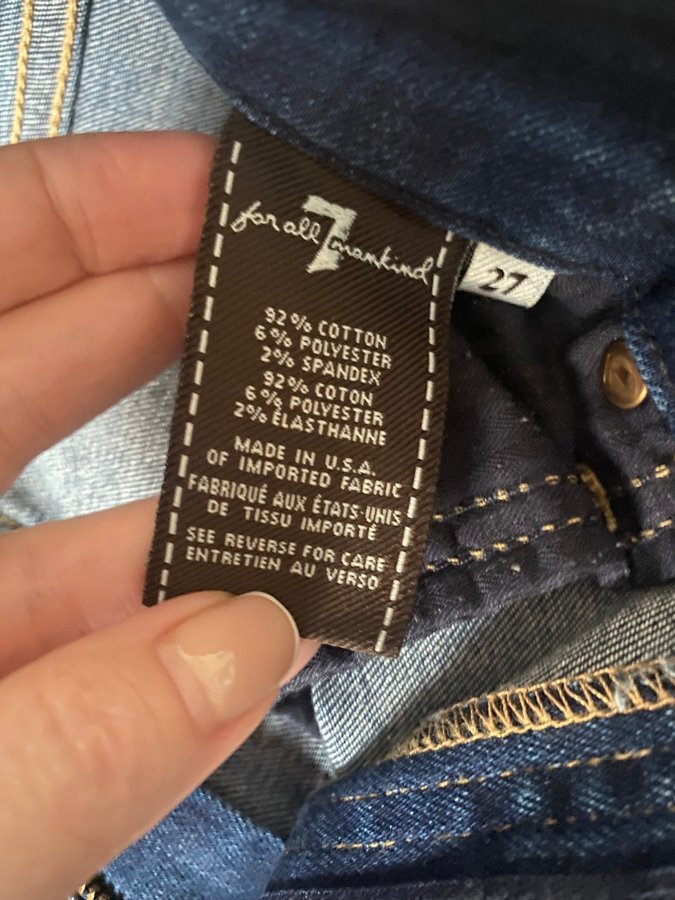 for all 7 mankind
27
92% COTTON
6% POLYESTER
2% SPANDEX
92% COTON
6% POLYESTER
2% ÉLASTHANNE
MADE IN U.S.A.
OF IMPORTED FABRIC
FABRIQUÉ AUX ÉTATS-UNIS
DE TISSU IMPORTÉ
SEE REVERSE FOR CARE
ENTRETIEN AU VERSO